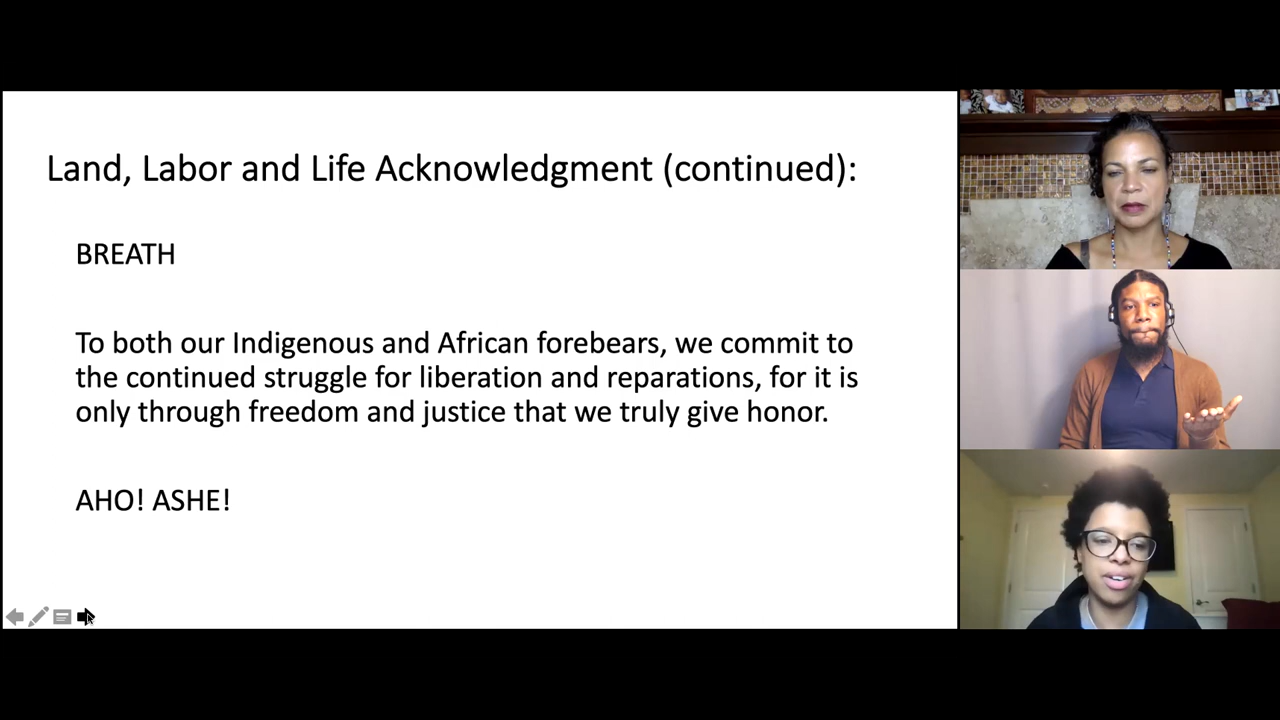 Land, Labor and Life Acknowledgment (continued):
BREATH
To both our Indigenous and African forebears, we commit to
the continued struggle for liberation and reparations, for it is
only through freedom and justice that we truly give honor.
AHO! ASHE!